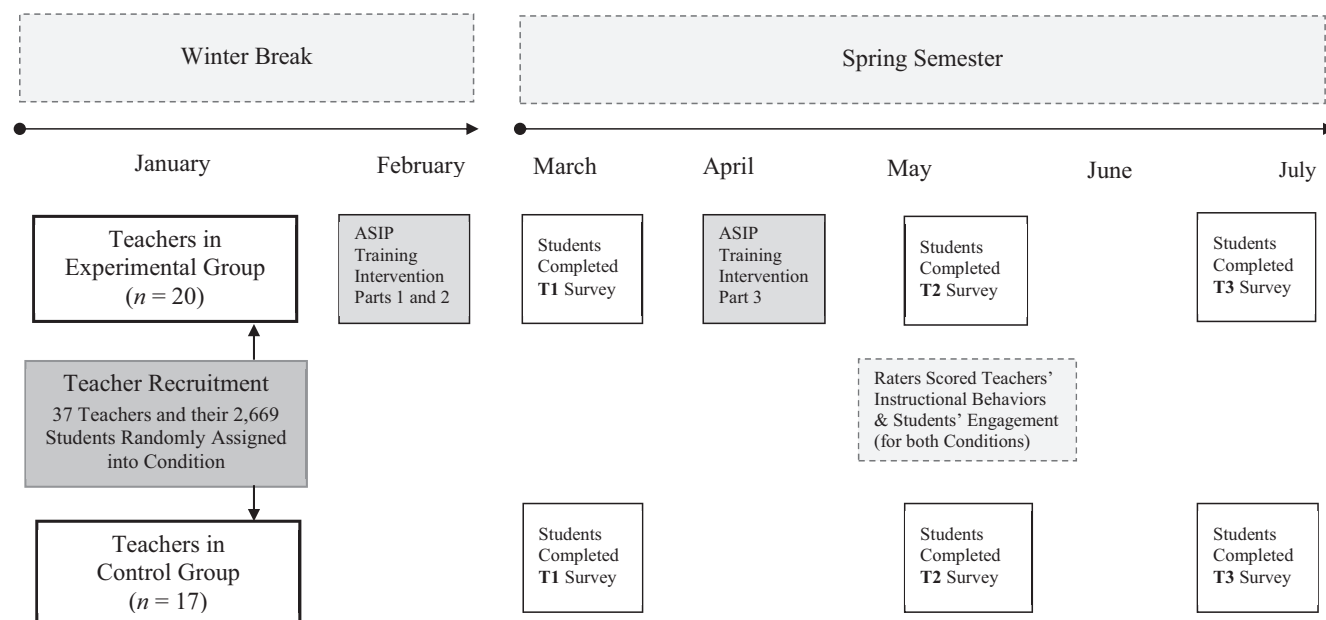 Winter Break
Spring Semester
January
February
March
April
May
June
July
Teachers in
Experimental Group
(n = 20)
ASIP
Training
Intervention
Parts 1 and 2
Students
Completed
T1 Survey
ASIP
Training
Intervention
Part 3
Students
Completed
T2 Survey
Students
Completed
T3 Survey
Teacher Recruitment
37 Teachers and their 2,669
Students Randomly Assigned
into Condition
Raters Scored Teachers’
Instructional Behaviors
& Students’ Engagement
(for both Conditions)
Teachers in
Control Group
(n = 17)
Students
Completed
T1 Survey
Students
Completed
T2 Survey
Students
Completed
T3 Survey